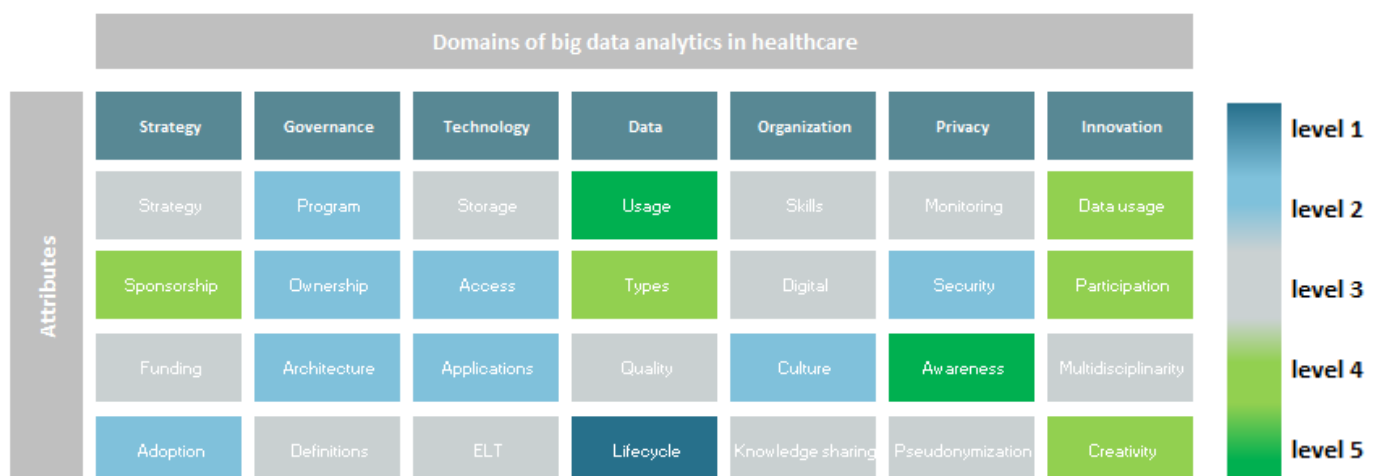 Domains of big data analytics in healthcare
Attributes
Strategy Governance Technology Data Organization Privacy Innovation
Strategy Program Storage Usage Skills Monitoring Data usage
Sponsorship Ownership Access Types Digital Security Participation
Funding Architecture Applications Quality Culture Awareness Multidisciplinarity
Adoption Definitions ELT Lifecycle Knowledge sharing Pseudonymization Creativity
level 1
level 2
level 3
level 4
level 5